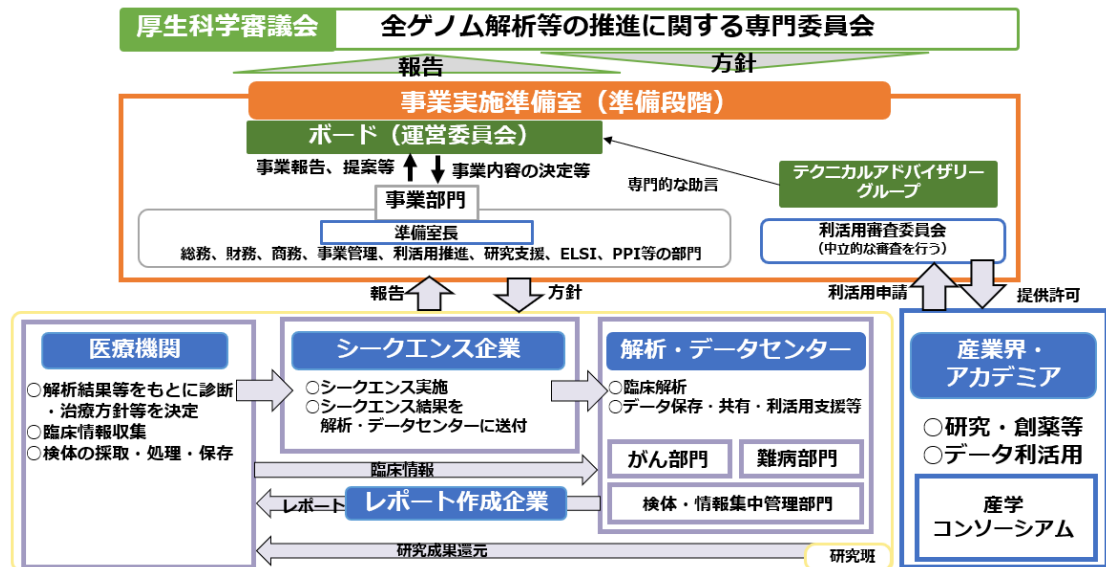 厚生科学審議会
全ゲノム解析等の推進に関する専門委員会
報告
方針
事業実施準備室（準備段階）
ボード（運営委員会）
事業報告、提案等
事業内容の決定等
専門的な助言
テクニカルアドバイザリー
グループ
事業部門
準備室長
総務、財務、商務、事業管理、利活用推進、研究支援、ELSI、PPI等の部門
利活用審査委員会
（中立的な審査を行う）
報告
方針
利活用申請
提供許可
医療機関
○解析結果等をもとに診断
・治療方針等を決定
○臨床情報収集
○検体の採取・処理・保存
シークエンス企業
○シークエンス実施
○シークエンス結果を
解析・データセンターに送付
解析・データセンター
○臨床解析
○データ保存・共有・利活用支援等
がん部門
難病部門
検体・情報集中管理部門
臨床情報
レポート
レポート作成企業
研究成果還元
研究班
産業界・
アカデミア
○研究・創薬等
○データ利活用
産学
コンソーシアム